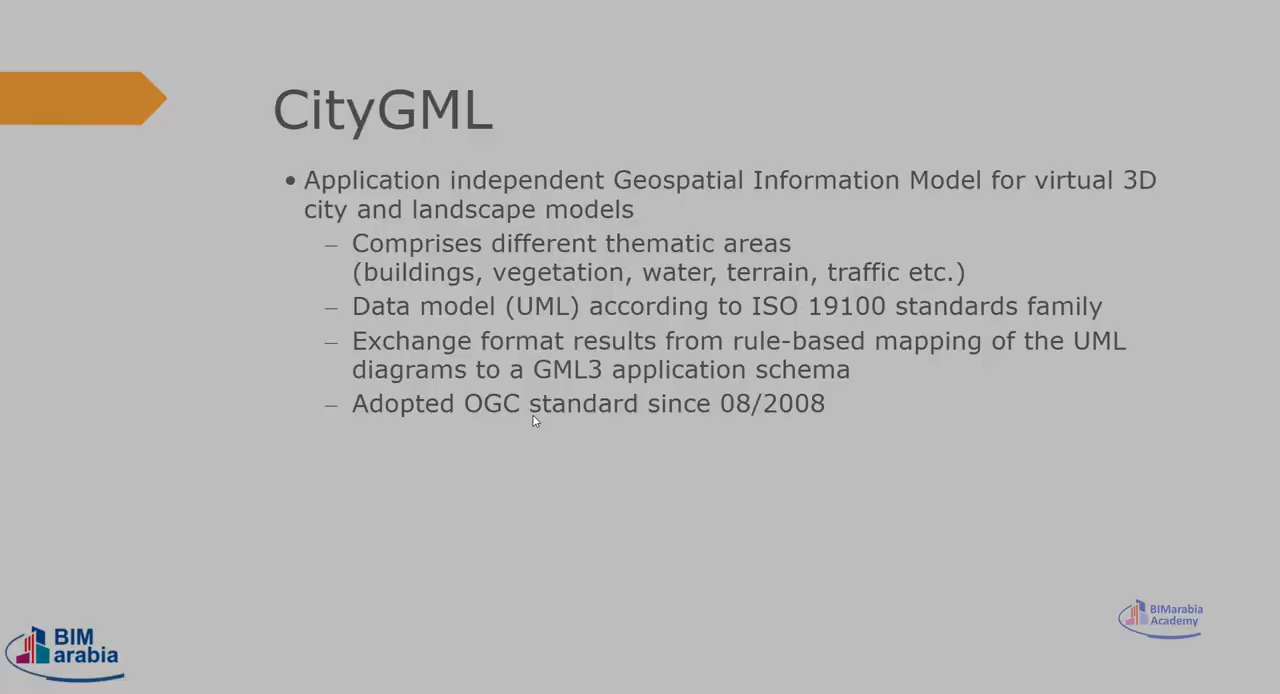 CityGML
• Application independent Geospatial Information Model for virtual 3D
city and landscape models
– Comprises different thematic areas
(buildings, vegetation, water, terrain, traffic etc.)
– Data model (UML) according to ISO 19100 standards family
– Exchange format results from rule-based mapping of the UML
diagrams to a GML3 application schema
– Adopted OGC standard since 08/2008
BIMarabia
Academy
BIM
arabia